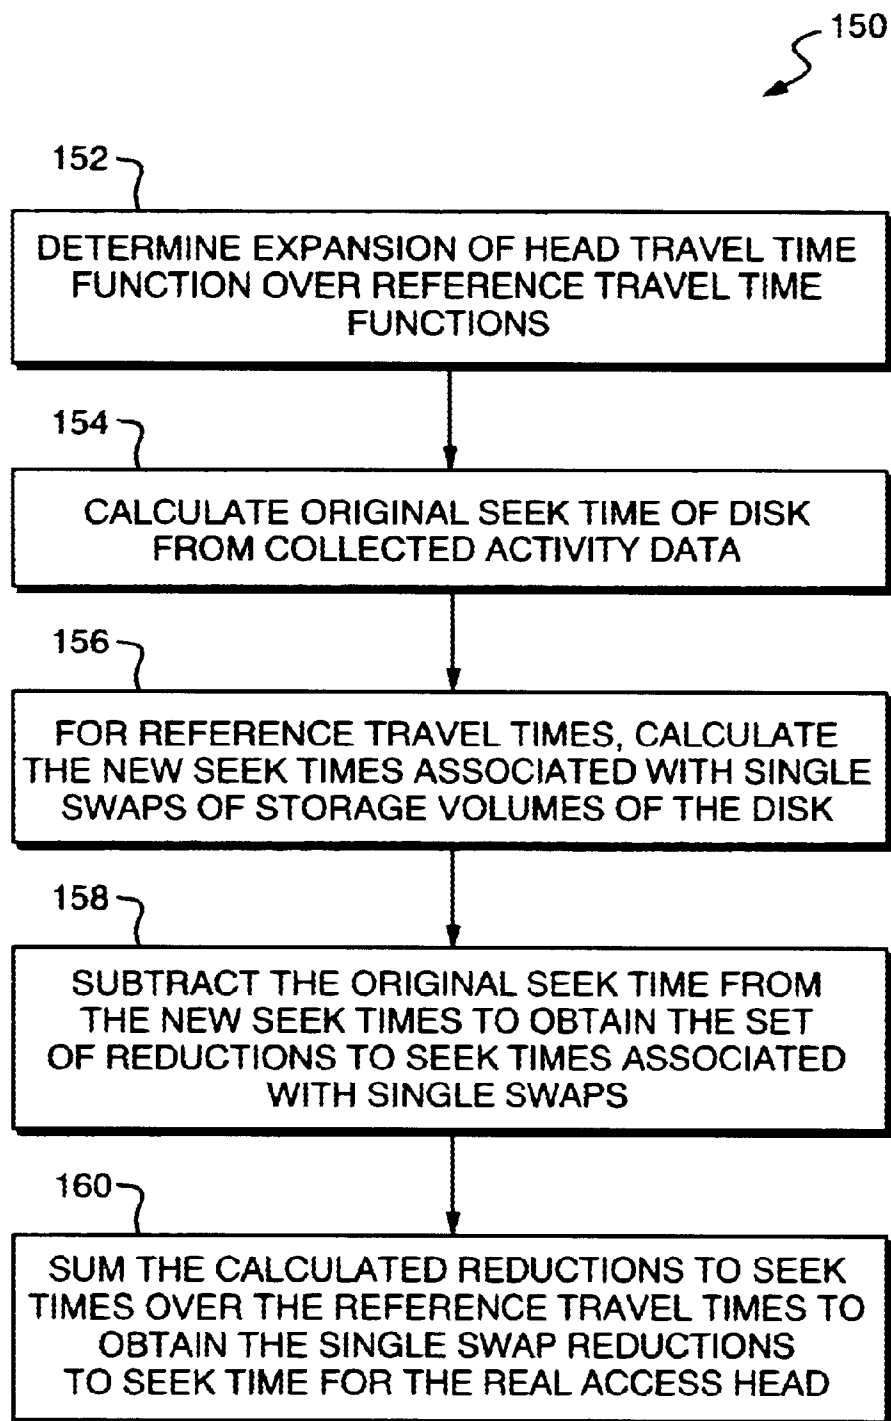 150
152
DETERMINE EXPANSION OF HEAD TRAVEL TIME
FUNCTION OVER REFERENCE TRAVEL TIME
FUNCTIONS
154
CALCULATE ORIGINAL SEEK TIME OF DISK
FROM COLLECTED ACTIVITY DATA
156
FOR REFERENCE TRAVEL TIMES, CALCULATE
THE NEW SEEK TIMES ASSOCIATED WITH SINGLE
SWAPS OF STORAGE VOLUMES OF THE DISK
158
SUBTRACT THE ORIGINAL SEEK TIME FROM
THE NEW SEEK TIMES TO OBTAIN THE SET
OF REDUCTIONS TO SEEK TIMES ASSOCIATED
WITH SINGLE SWAPS
160
SUM THE CALCULATED REDUCTIONS TO SEEK
TIMES OVER THE REFERENCE TRAVEL TIMES TO
OBTAIN THE SINGLE SWAP REDUCTIONS
TO SEEK TIME FOR THE REAL ACCESS HEAD